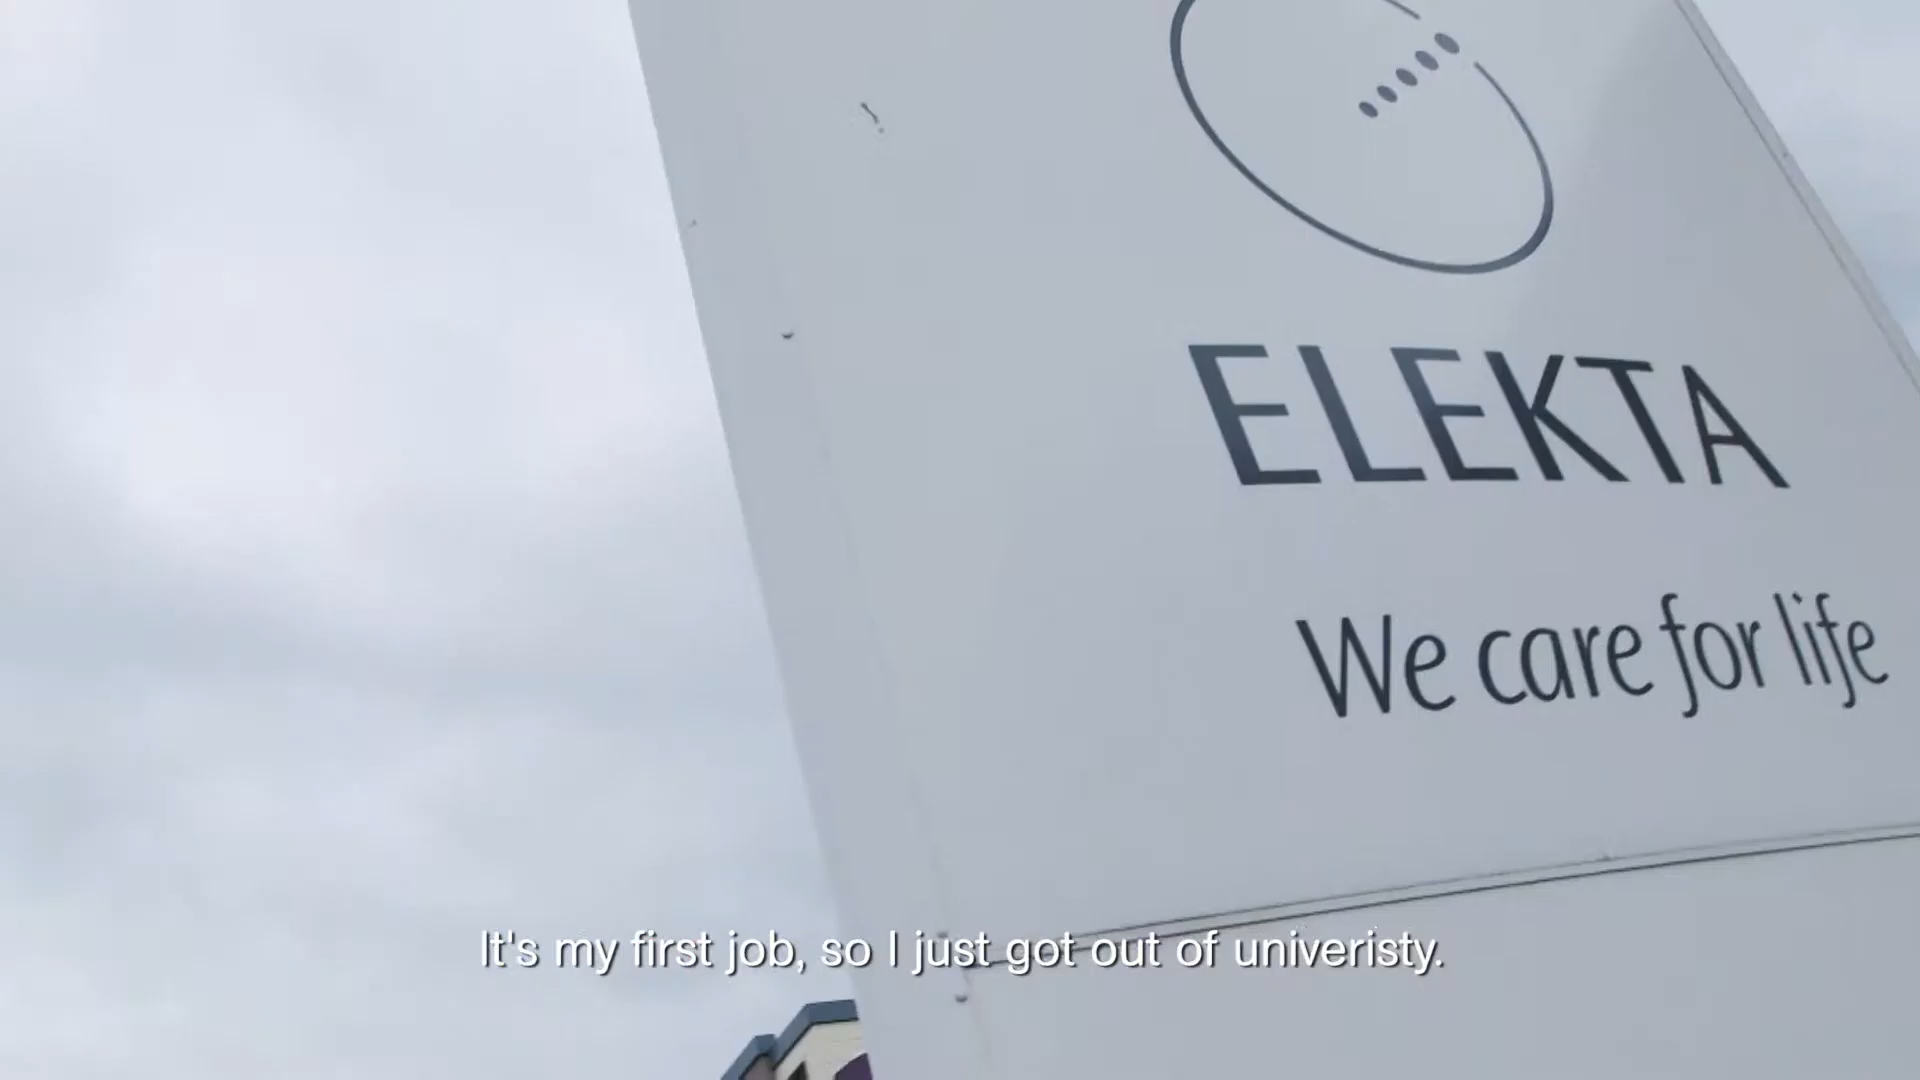 ELEKTA
We care for life
It's my first job, so I just got out of univeristy.